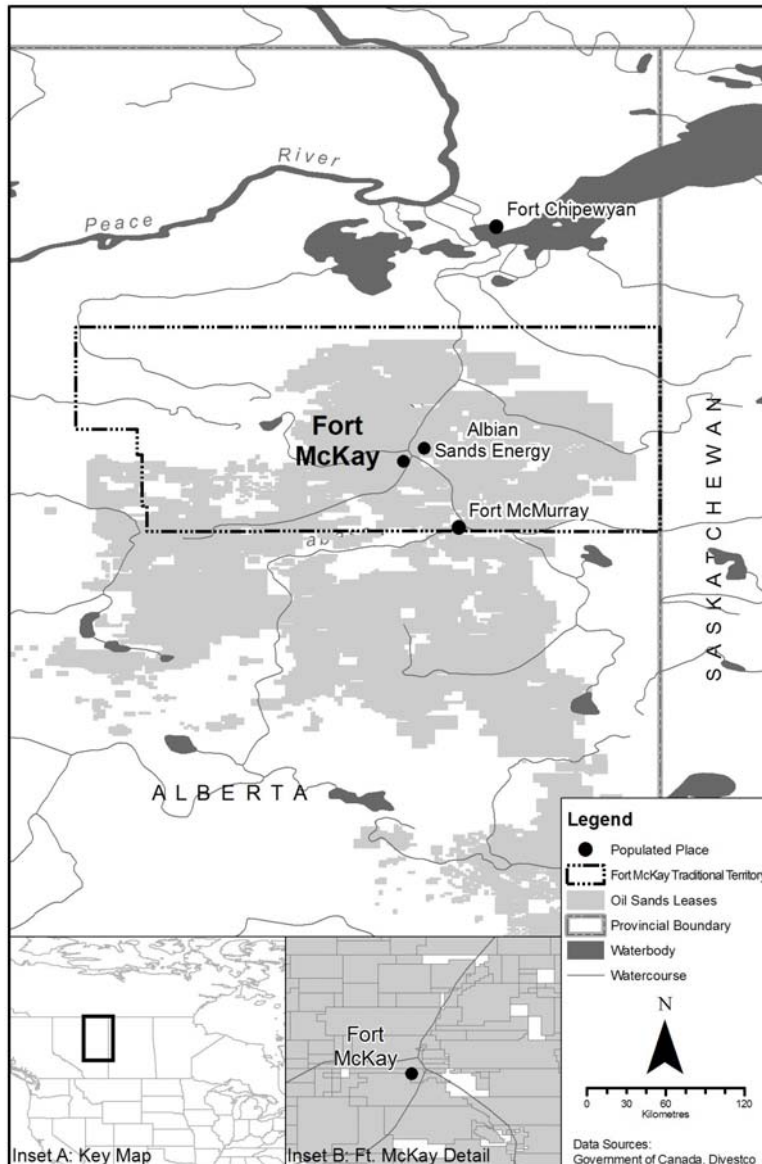 River
Peace
Fort Chipewyan
Fort
McKay
Albian
Sands Energy
Fort McMurray
SASKATCHEWAN
ALBERTA
Legend
Populated Place
Fort McKay Traditional Territory
Oil Sands Leases
Provincial Boundary
Waterbody
Watercourse
N
0 30 60 120
Kilometres
Data Sources:
Government of Canada, Divestco
Fort
McKay
Inset A: Key Map
Inset B: Ft. McKay Detail